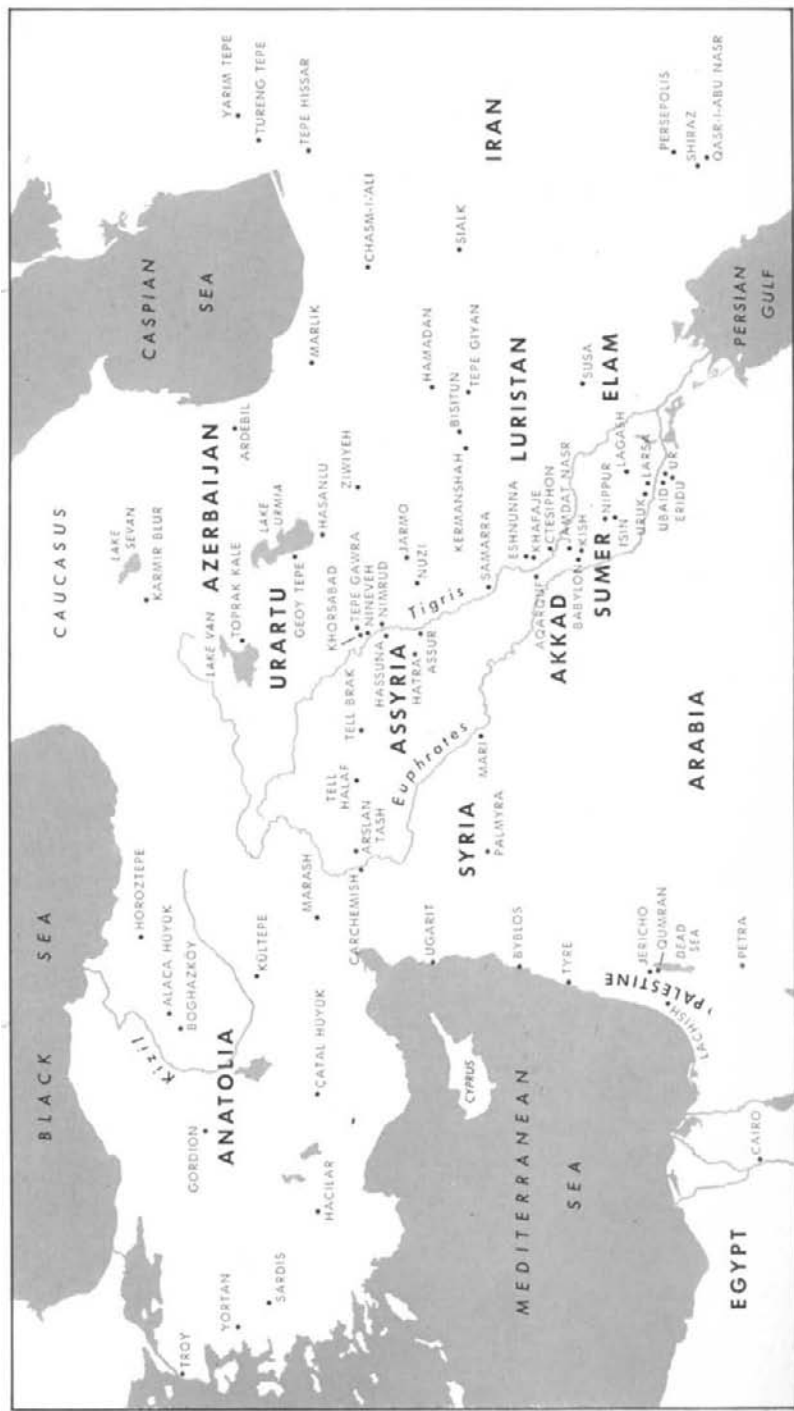 BLACK SEA
CASPIAN
SEA
CAUCASUS
LAKE
SEVAN
KARMIR BLUR
YARIM TEPE
TURENG TEPE
TEPE HISSAR
TROY
YORTAN
SARDIS
GORDION
ANATOLIA
Kizil
HOROZTEPE
ALACA HÜYÜK
BOGHAZKÖY
KÜLTEPE
HACILAR
CATAL HÜYÜK
MARASH
LAKE VAN
TOPRAK KALE
URARTU
AZERBAIJAN
ARDEBIL
LAKE
URMIA
GEOY TEPE
HASANLU
MARLIK
CHASM-I-'ALI
ZIWIYEH
CARCHEMISH
ARSLAN
TASH
TELL
HALAF
TELL BRAK
KHORSABAD
TEPE GAWRA
NINEVEH
NIMRUD
HASSUNA
ASSYRIA
HATRA
ASSUR
Tigris
JARMO
NUZI
HAMADAN
BISITUN
KERMANSHAH
TEPE GIYAN
SIALK
IRAN
Euphrates
UGARIT
CYPRUS
MEDITERRANEAN
SEA
SYRIA
PALMYRA
MARI
SAMARRA
LURISTAN
BYBLOS
TYRE
ESHNUNNA
KHAFAJE
CTESIPHON
JAMDAT NASR
AQARQUF
AKKAD
BABYLON
KISH
SUMER
NIPPUR
ISIN
SUSA
ELAM
LAGASH
URUK
LARSA
UBAID
UR
ERIDU
PALESTINE
JERICHO
QUMRAN
DEAD
SEA
LACHISH
PETRA
ARABIA
EGYPT
CAIRO
PERSIAN
GULF
PERSEPOLIS
SHIRAZ
QASR-I-ABU NASR